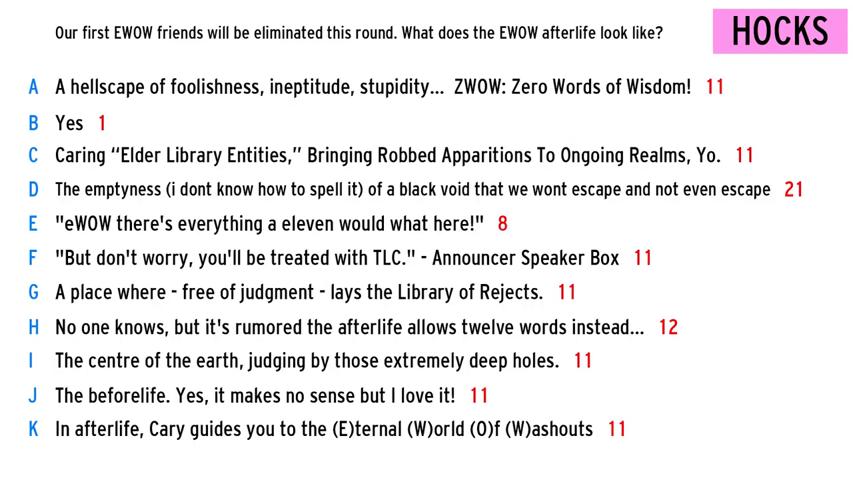 Our first EWOW friends will be eliminated this round. What does the EWOW afterlife look like?
HOCKS
A A hellscape of foolishness, ineptitude, stupidity... ZWOW: Zero Words of Wisdom! 11
B Yes 1
C Caring “Elder Library Entities,” Bringing Robbed Apparitions To Ongoing Realms, Yo. 11
D The emptyness (i dont know how to spell it) of a black void that we wont escape and not even escape 21
E "eWOW there's everything a eleven would what here!" 8
F "But don't worry, you'll be treated with TLC." - Announcer Speaker Box 11
G A place where - free of judgment - lays the Library of Rejects. 11
H No one knows, but it's rumored the afterlife allows twelve words instead... 12
I The centre of the earth, judging by those extremely deep holes. 11
J The beforelife. Yes, it makes no sense but I love it! 11
K In afterlife, Cary guides you to the (E)ternal (W)orld (O)f (W)ashouts 11